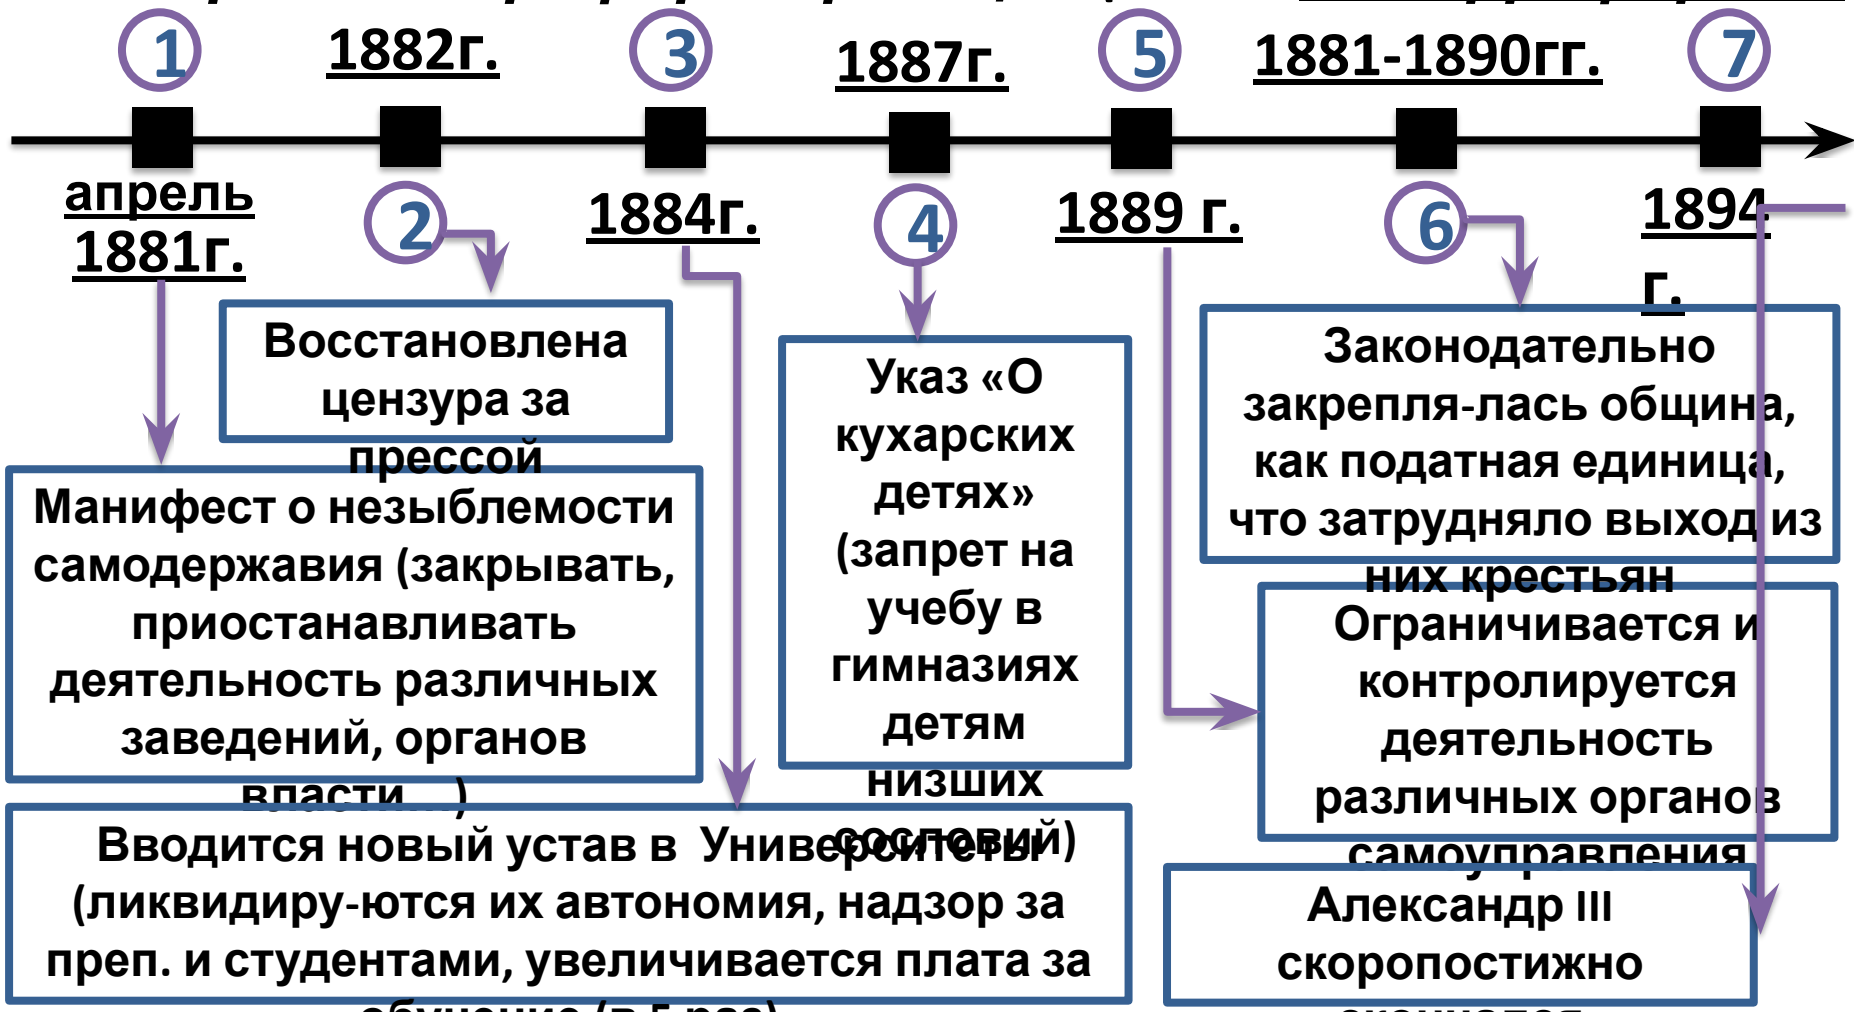 1
1882г.
3
1887г.
5
1881-1890гг.
7
апрель
1881г.
2
1884г.
4
1889 г.
6
1894
г.
Восстановлена
цензура за
прессой
Манифест о незыблемости
самодержавия (закрывать,
приостанавливать
деятельность различных
заведений, органов
власти...)
Указ «О
кухарских
детях»
(запрет на
учебу в
гимназиях
детям
низших
сословий)
Законодательно
закрепля-лась община,
как податная единица,
что затрудняло выход из
них крестьян
Ограничивается и
контролируется
деятельность
различных органов
самоуправления
Вводится новый устав в Университеты
(ликвидиру-ются их автономия, надзор за
преп. и студентами, увеличивается плата за
обучение (в 5 раз)
Александр III
скоропостижно
скончался